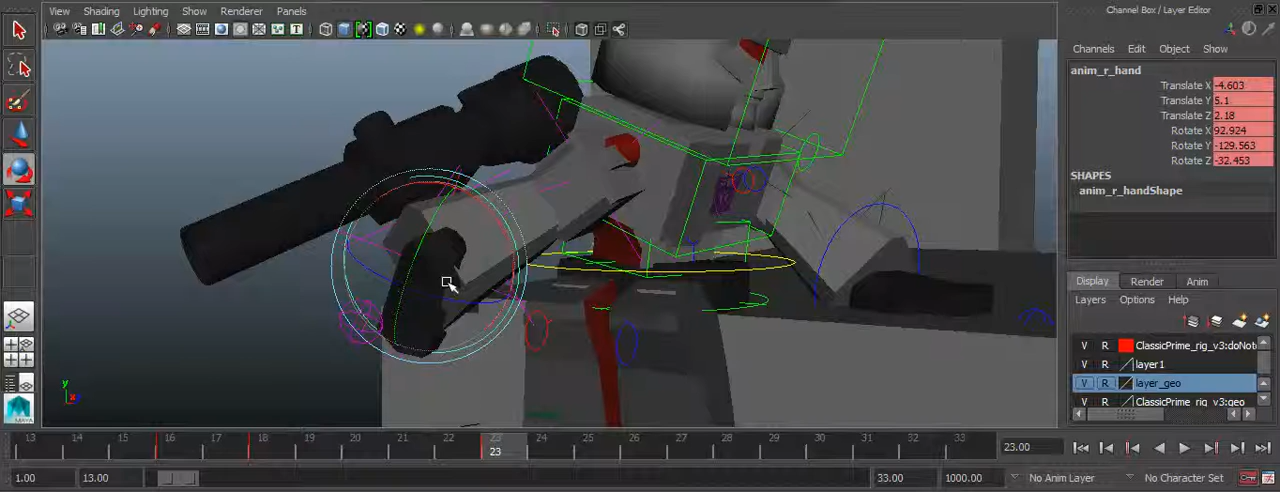 View Shading Lighting Show Renderer Panels
Channel Box / Layer Editor
Channels Edit Object Show
anim_r_hand
Translate X -4.603
Translate Y 5.1
Translate Z 2.18
Rotate X 92.924
Rotate Y -129.563
Rotate Z -32.453
SHAPES
anim_r_handShape
Display Render Anim
Layers Options Help
V R ClassicPrime_rig_v3:doNot
V R layer1
V R layer_geo
V R ClassicPrime_rig_v3:geo
T
y
x
MAYA
13 14 15 16 17 18 19 20 21 22 23 24 25 26 27 28 29 30 31 32 33
23
23.00
1.00 13.00 33.00 1000.00 No Anim Layer No Character Set